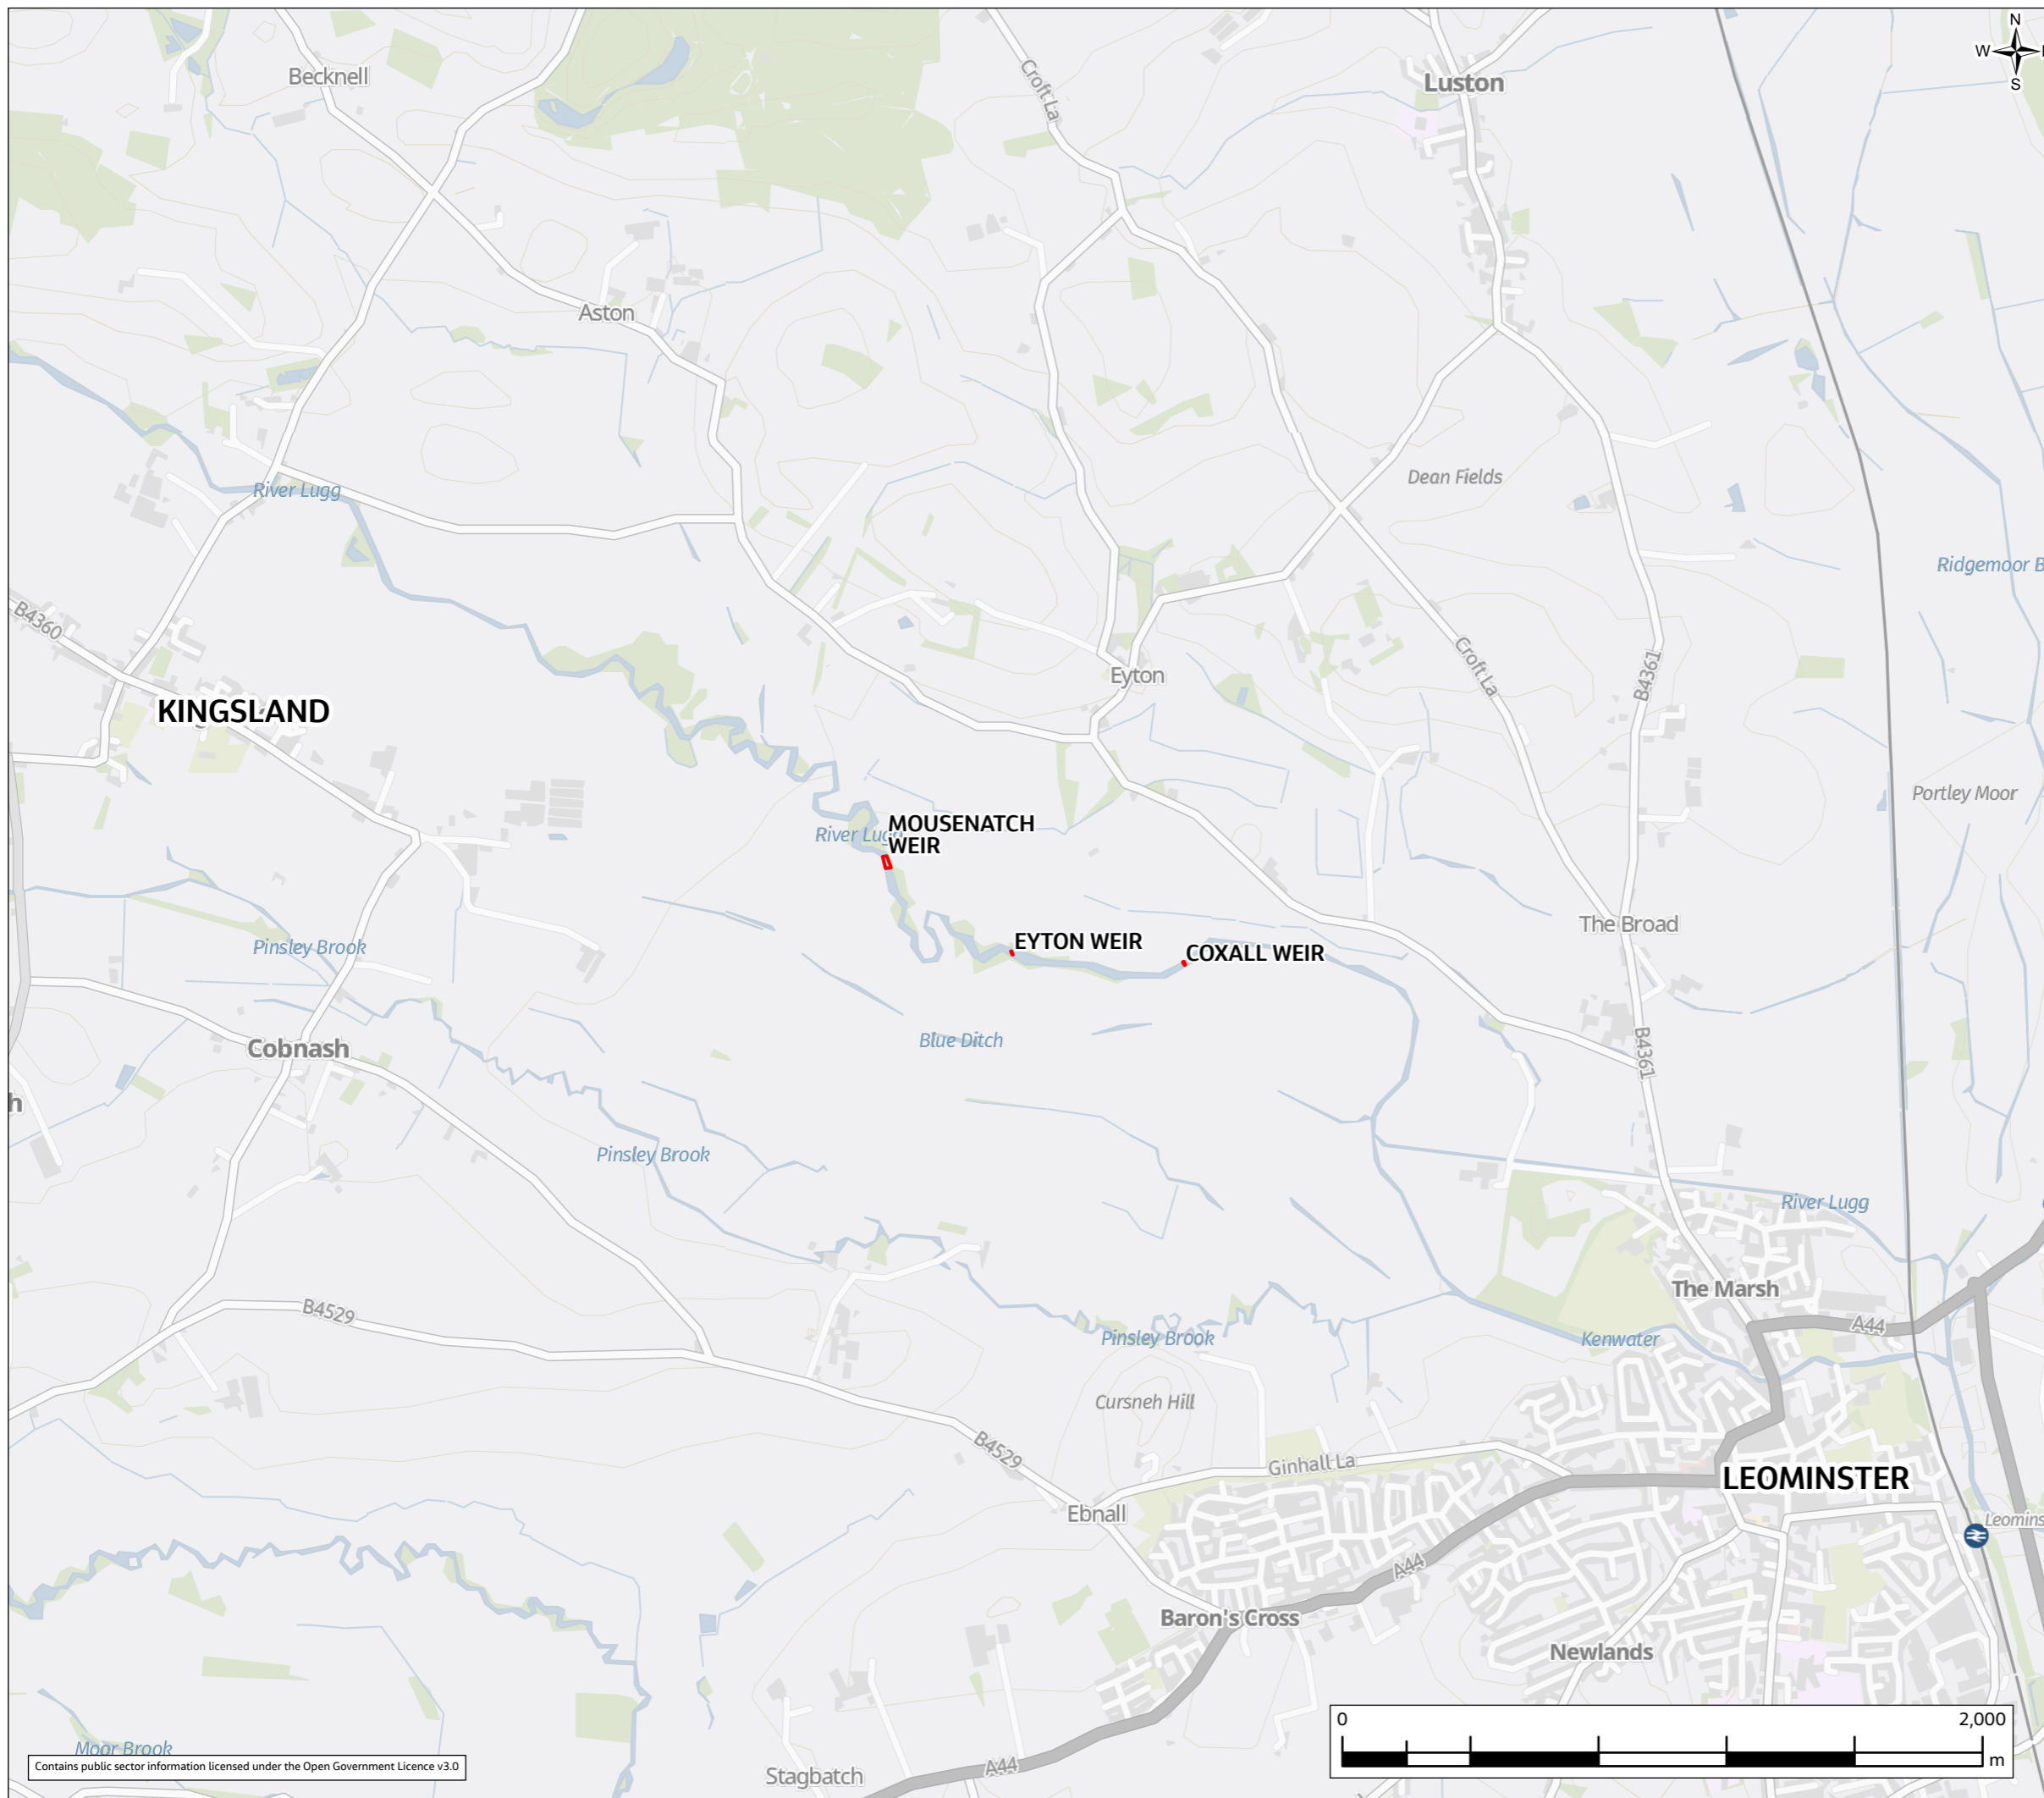 N
W
S
Becknell
Croft La
Luston
Aston
River Lugg
Dean Fields
B4360
Eyton
Croft La
B4361
KINGSLAND
Portley Moor
River
MOUSENATCH
WEIR
Pinsley Brook
EYTON WEIR
COXALL WEIR
The Broad
Blue Ditch
Cobnash
B4361
Pinsley Brook
River Lugg
The Marsh
B4529
Pinsley Brook
Kenwater
A44
Cursneh Hill
B4529
Ginhall La
LEOMINSTER
Ebnall
A44
Baron's Cross
Newlands
Moor Brook
Contains public sector information licensed under the Open Government Licence v3.0
Stagbatch
A44
0 2,000
m